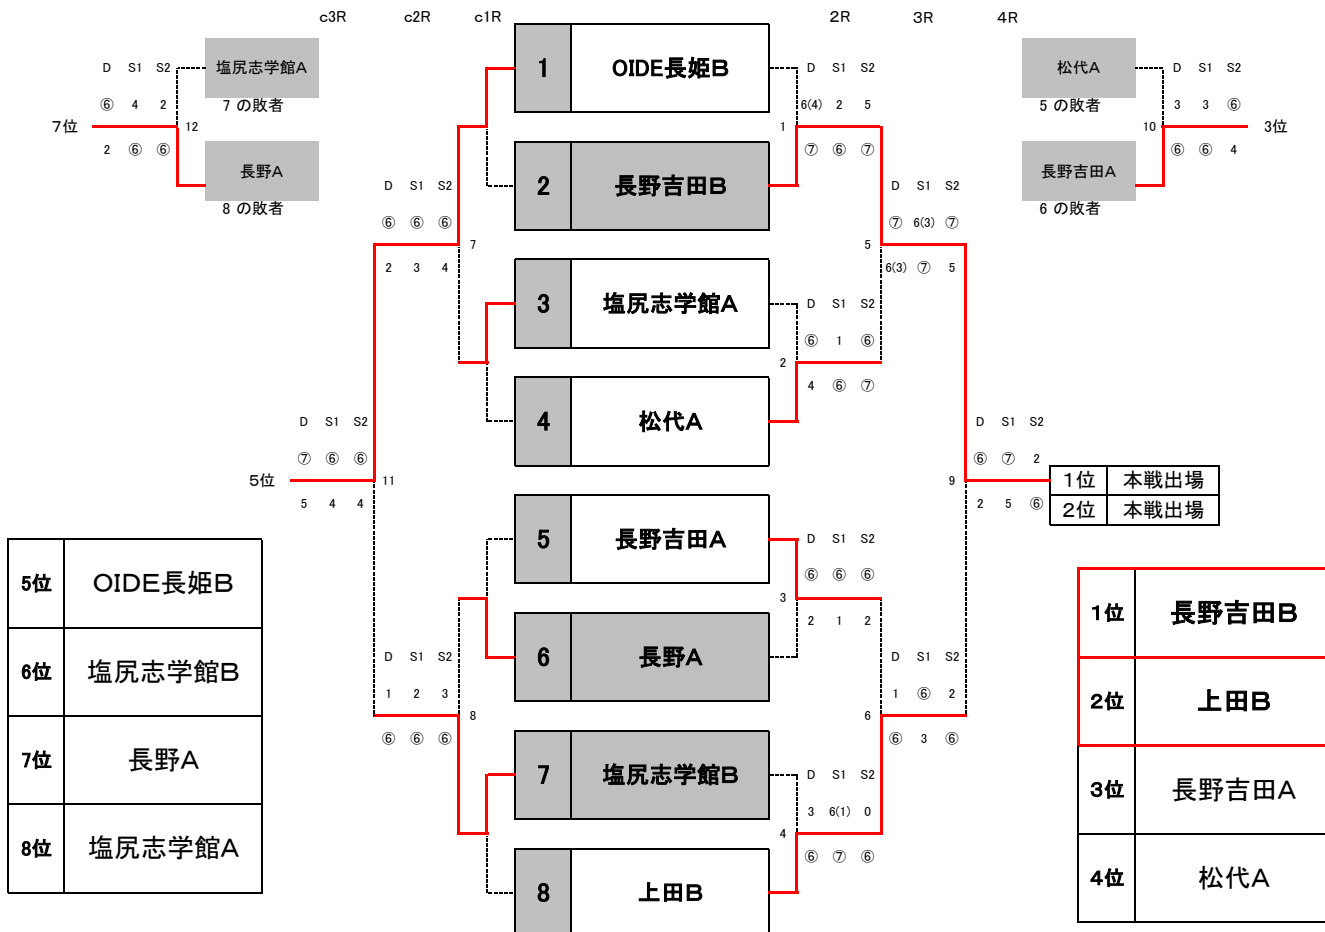 c3R c2R c1R 2R 3R 4R
塩尻志学館A
7 の敗者
D S1 S2
⑥ 4 2
7位 12
2 ⑥ ⑥
長野A
8 の敗者
1 OIDE長姫B
2 長野吉田B
3 塩尻志学館A
4 松代A
5 長野吉田A
6 長野A
7 塩尻志学館B
8 上田B
D S1 S2
⑥ ⑥ ⑥
7
2 3 4
D S1 S2
⑦ ⑥ ⑥
5位 11
5 4 4
D S1 S2
1 2 3
8
⑥ ⑥ ⑥
D S1 S2
6(4) 2 5
1
⑦ ⑥ ⑦
D S1 S2
⑥ 1 ⑥
2
4 ⑥ ⑦
D S1 S2
⑥ ⑥ ⑥
3
2 1 2
D S1 S2
3 6(1) 0
4
⑥ ⑦ ⑥
D S1 S2
⑦ 6(3) ⑦
5
6(3) ⑦ 5
D S1 S2
1 ⑥ 2
6
⑥ 3 ⑥
D S1 S2
⑥ ⑦ 2
9
2 5 ⑥
1位 本戦出場
2位 本戦出場
松代A
5 の敗者
D S1 S2
3 3 ⑥
10 3位
⑥ ⑥ 4
長野吉田A
6 の敗者
5位 OIDE長姫B
6位 塩尻志学館B
7位 長野A
8位 塩尻志学館A
1位 長野吉田B
2位 上田B
3位 長野吉田A
4位 松代A